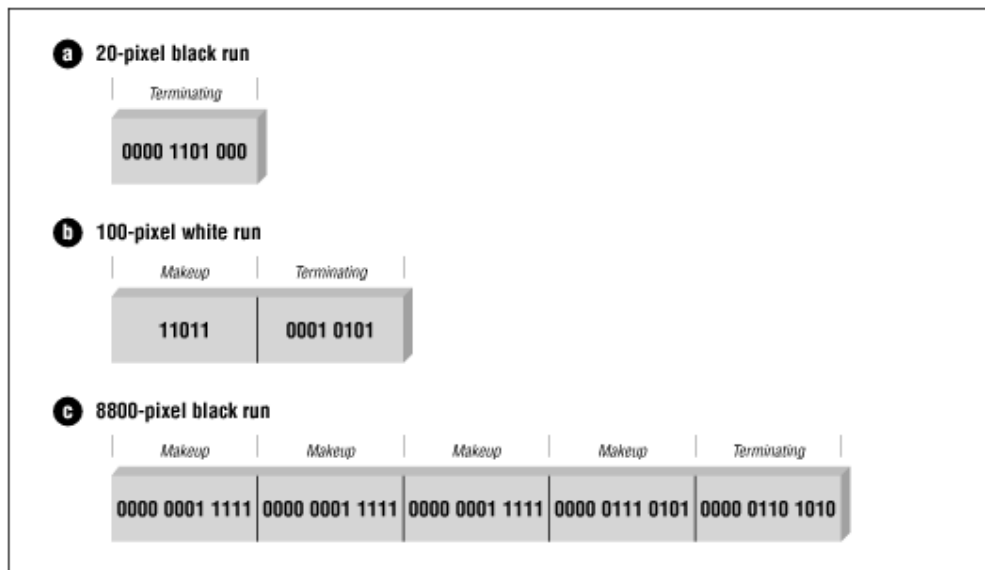 a 20-pixel black run
Terminating
0000 1101 000
b 100-pixel white run
Makeup Terminating
11011 0001 0101
c 8800-pixel black run
Makeup Makeup Makeup Makeup Terminating
0000 0001 1111 0000 0001 1111 0000 0001 1111 0000 0111 0101 0000 0110 1010